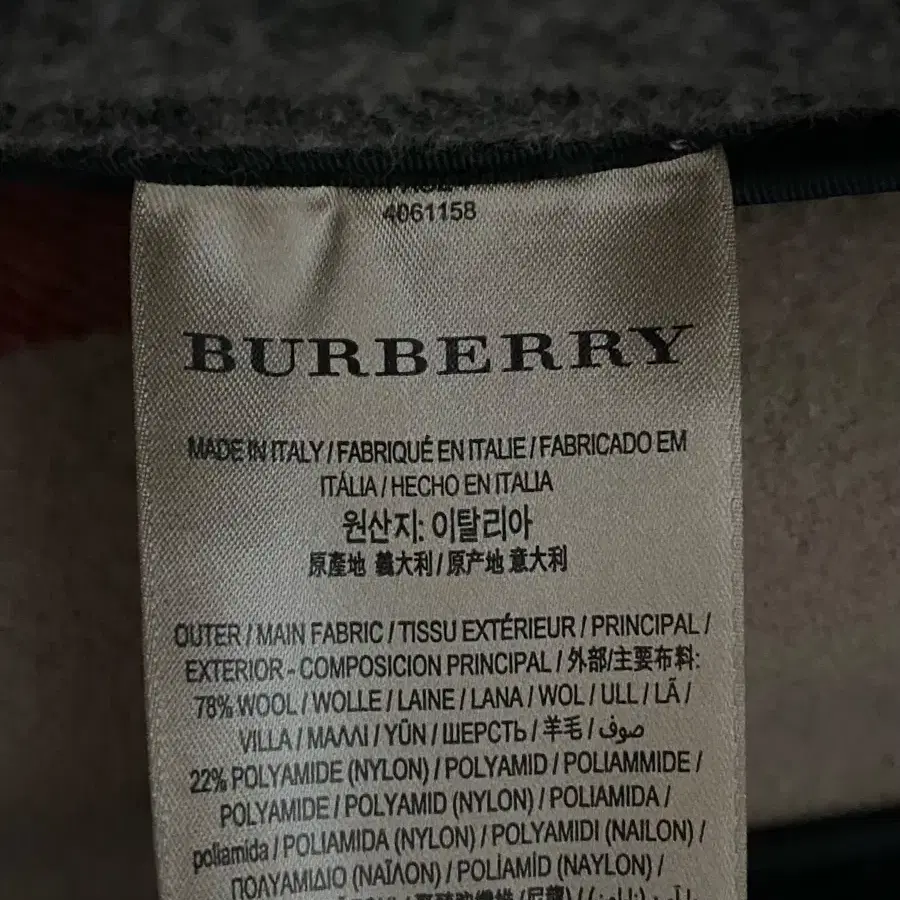 4061158
BURBERRY
MADE IN ITALY / FABRIQUÉ EN ITALIE / FABRICADO EM
ITÁLIA / HECHO EN ITALIA
원산지: 이탈리아
原產地 義大利 / 原产地 意大利
OUTER / MAIN FABRIC / TISSU EXTÉRIEUR / PRINCIPAL /
EXTERIOR - COMPOSICION PRINCIPAL / 外部/主要布料:
78% WOOL / WOLLE / LAINE / LANA / WOL / ULL / LÃ /
VILLA / ΜΑΛΛΙ / YÜN / ШЕРСТЬ / 羊毛 / صوف
22% POLYAMIDE (NYLON) / POLYAMID / POLIAMMIDE /
POLYAMIDE / POLYAMID (NYLON) / POLIAMIDA /
poliamida / POLIAMIDA (NYLON) / POLYAMIDI (NAILON) /
ΠΟΛΥΑΜΙΔΙΟ (ΝΑΪΛΟΝ) / POLİAMİD (NAYLON) /